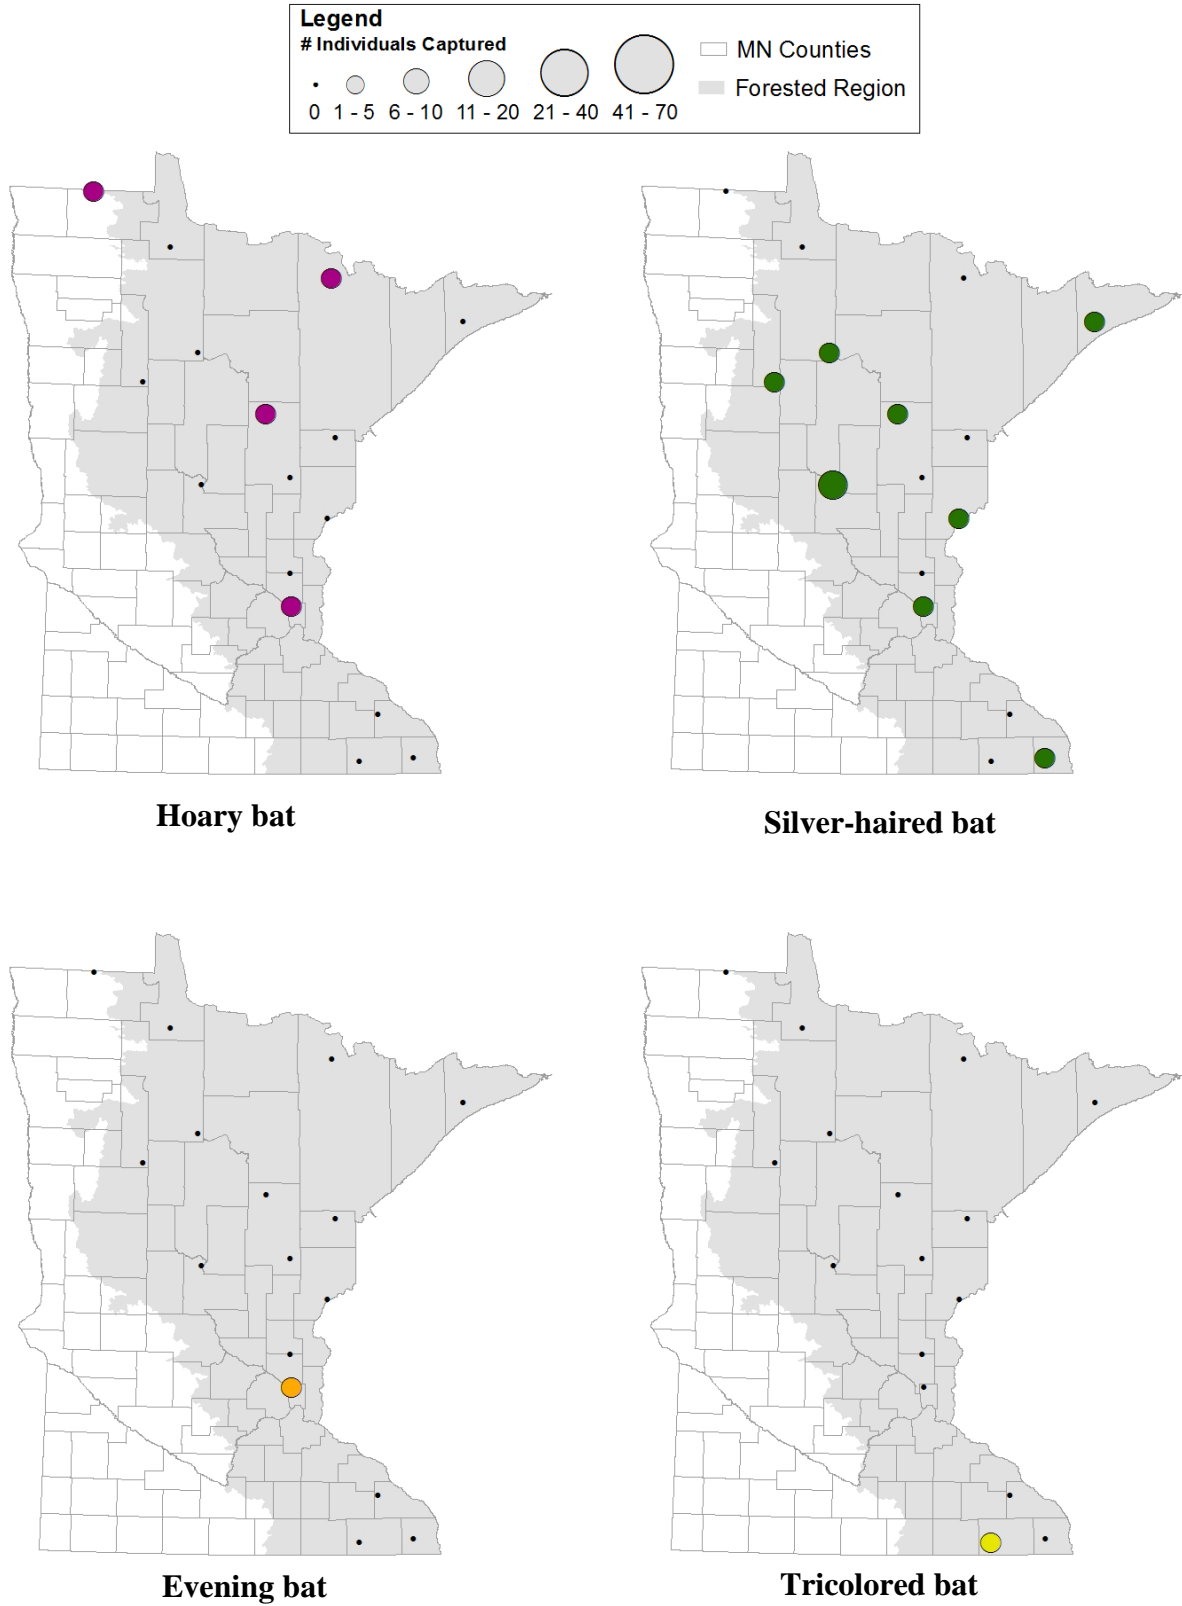 Legend
# Individuals Captured
0 1 - 5 6 - 10 11 - 20 21 - 40 41 - 70
MN Counties
Forested Region
Hoary bat
Silver-haired bat
Evening bat
Tricolored bat